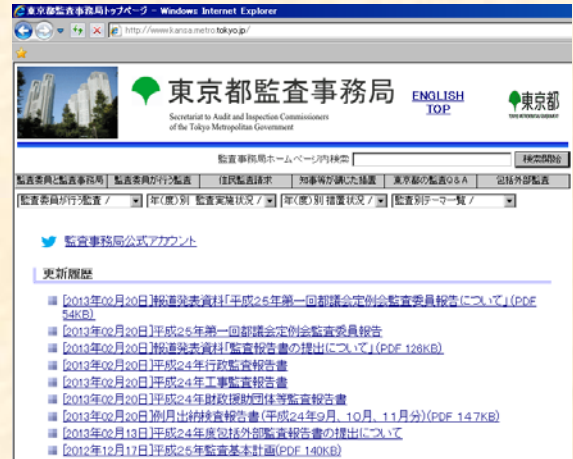 東京都監査事務局トップページ - Windows Internet Explorer
http://www.kansa.metro.tokyo.jp/
東京都監査事務局
Secretariat to Audit and Inspection Commissioners
of the Tokyo Metropolitan Government
ENGLISH
TOP
東京都
監査事務局ホームページ内検索
検索開始
監査委員と監査事務局 監査委員が行う監査 住民監査請求 知事等が講じた措置 東京都の監査Q&A 包括外部監査
監査委員が行う監査 / 年(度)別 監査実施状況 / 年(度)別 措置状況 / 監査別テーマ一覧 /
監査事務局公式アカウント
更新履歴
[2013年02月20日]報道発表資料「平成25年第一回都議会定例会監査委員報告について」(PDF
54KB)
[2013年02月20日]平成25年第一回都議会定例会監査委員報告
[2013年02月20日]報道発表資料「監査報告書の提出について」(PDF 126KB)
[2013年02月20日]平成24年行政監査報告書
[2013年02月20日]平成24年工事監査報告書
[2013年02月20日]平成24年財政援助団体等監査報告書
[2013年02月20日]例月出納検査報告書(平成24年9月、10月、11月分)(PDF 147KB)
[2013年02月13日]平成24年度包括外部監査報告書の提出について
[2012年12月17日]平成25年監査基本計画(PDF 140KB)